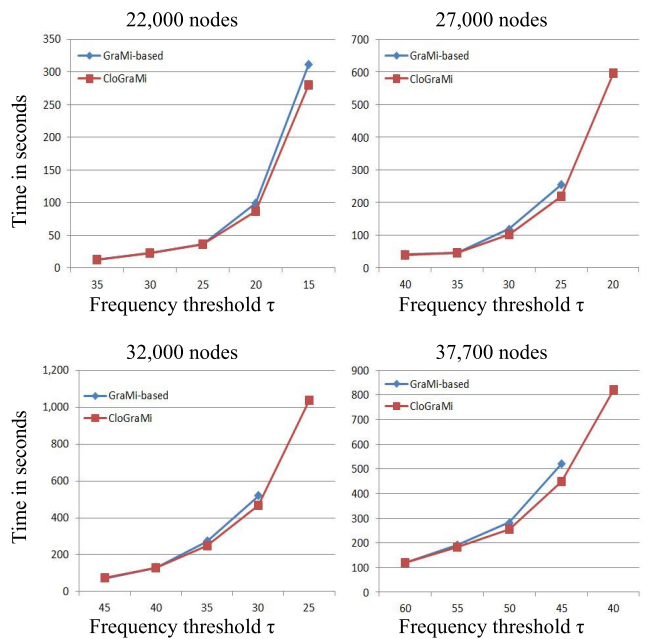 22,000 nodes
350
300
250
200
150
100
50
0
GraMi-based
CloGraMi
35 30 25 20 15
Time in seconds
Frequency threshold τ
27,000 nodes
700
600
500
400
300
200
100
0
GraMi-based
CloGraMi
40 35 30 25 20
Frequency threshold τ
32,000 nodes
1,200
1,000
800
600
400
200
0
GraMi-based
CloGraMi
45 40 35 30 25
Time in seconds
Frequency threshold τ
37,700 nodes
900
800
700
600
500
400
300
200
100
0
GraMi-based
CloGraMi
60 55 50 45 40
Frequency threshold τ